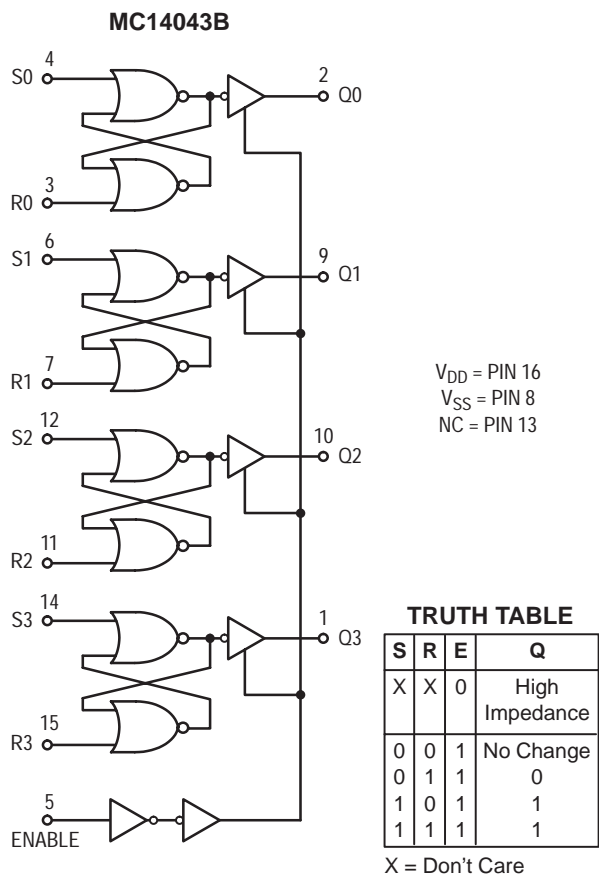 MC14043B
4
S0
2
Q0
3
R0
6
S1
9
Q1
7
R1
12
S2
10
Q2
11
R2
14
S3
1
Q3
15
R3
5
ENABLE
VDD = PIN 16
VSS = PIN 8
NC = PIN 13
TRUTH TABLE
S R E Q
X X 0 High
Impedance
0 0 1 No Change
0 1 1 0
1 0 1 1
1 1 1 1
X = Don't Care